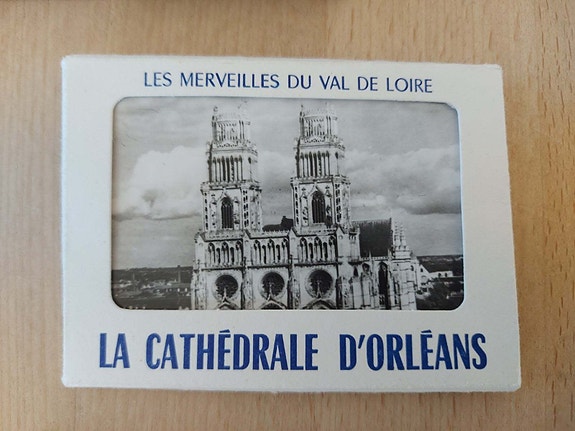 LES MERVEILLES DU VAL DE LOIRE
LA CATHÉDRALE D'ORLÉANS